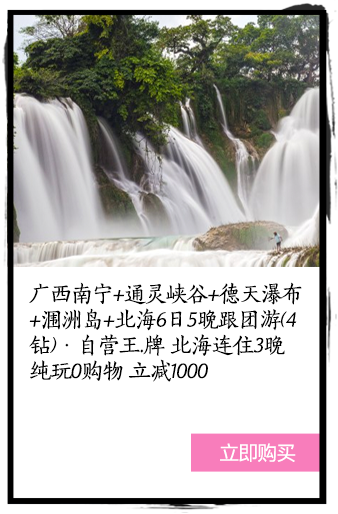 广西南宁+通灵峡谷+德天瀑布
+涠洲岛+北海6日5晚跟团游(4
钻)·自营王.牌 北海连住3晚
纯玩0购物 立减1000
立即购买